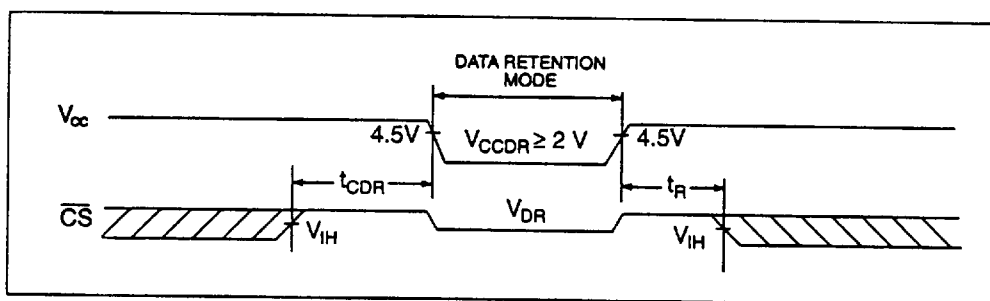 DATA RETENTION
MODE
Vcc
4.5V
VCCDR ≥ 2 V
4.5V
tCDR
tR
CS
VIH
VDR
VIH